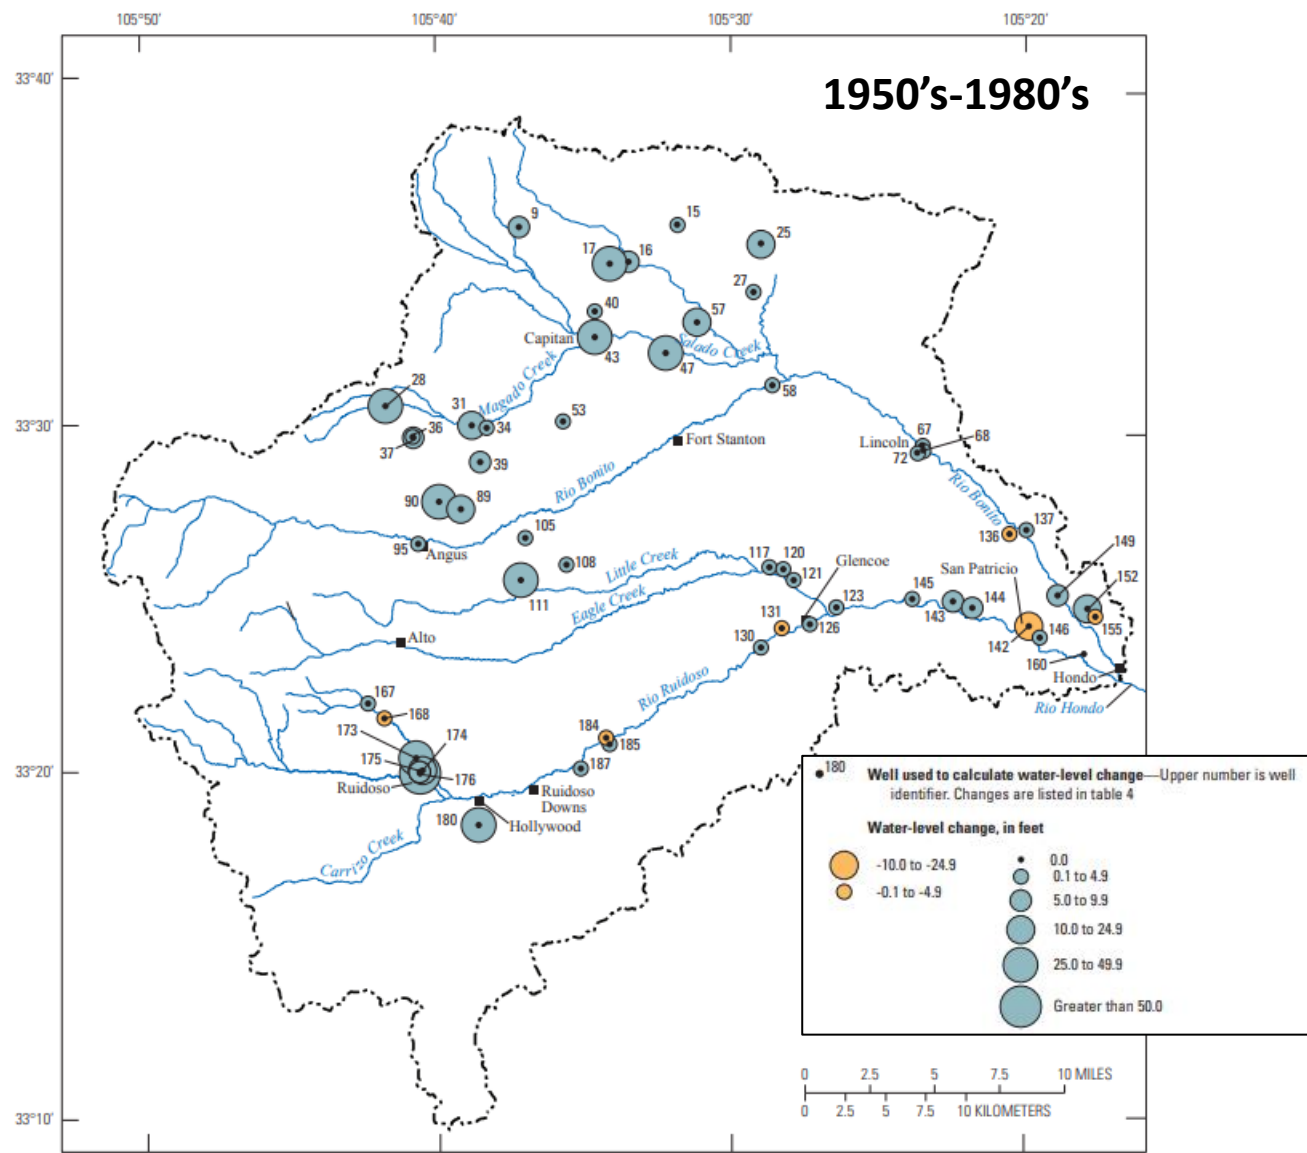 105°50' 105°40' 105°30' 105°20'
33°40'
1950's-1980's
9
15
25
17 16
27
40
57
Capitan
43
Salado Creek
47
28
Magado Creek
58
31
36
34
53
37
33°30'
67
Lincoln
68
72
Fort Stanton
39
Rio Bonito
Rio Bonito
90
89
105
137
136
95
Angus
108
Little Creek
117 120
Glencoe
149
San Patricio
152
121
111
Eagle Creek
145
144
123
143
131
126
146
155
142
Alto
130
160
Hondo
Rio Ruidoso
Rio Hondo
167
168
173
174
184
185
175
176
187
33°20'
Ruidoso
Ruidoso
Downs
Hollywood
180
Carrizo Creek
180
Well used to calculate water-level change—Upper number is well
identifier. Changes are listed in table 4
Water-level change, in feet
-10.0 to -24.9
-0.1 to -4.9
0.0
0.1 to 4.9
5.0 to 9.9
10.0 to 24.9
25.0 to 49.9
Greater than 50.0
0 2.5 5 7.5 10 MILES
0 2.5 5 7.5 10 KILOMETERS
33°10'